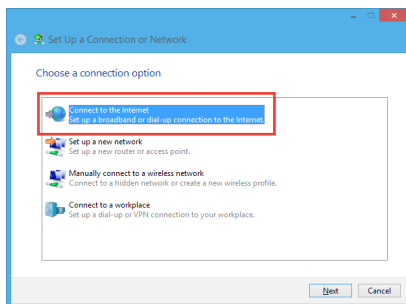 Set Up a Connection or Network
Choose a connection option
Connect to the Internet
Set up a broadband or dial-up connection to the Internet.
Set up a new network
Set up a new router or access point.
Manually connect to a wireless network
Connect to a hidden network or create a new wireless profile.
Connect to a workplace
Set up a dial-up or VPN connection to your workplace.
Next Cancel